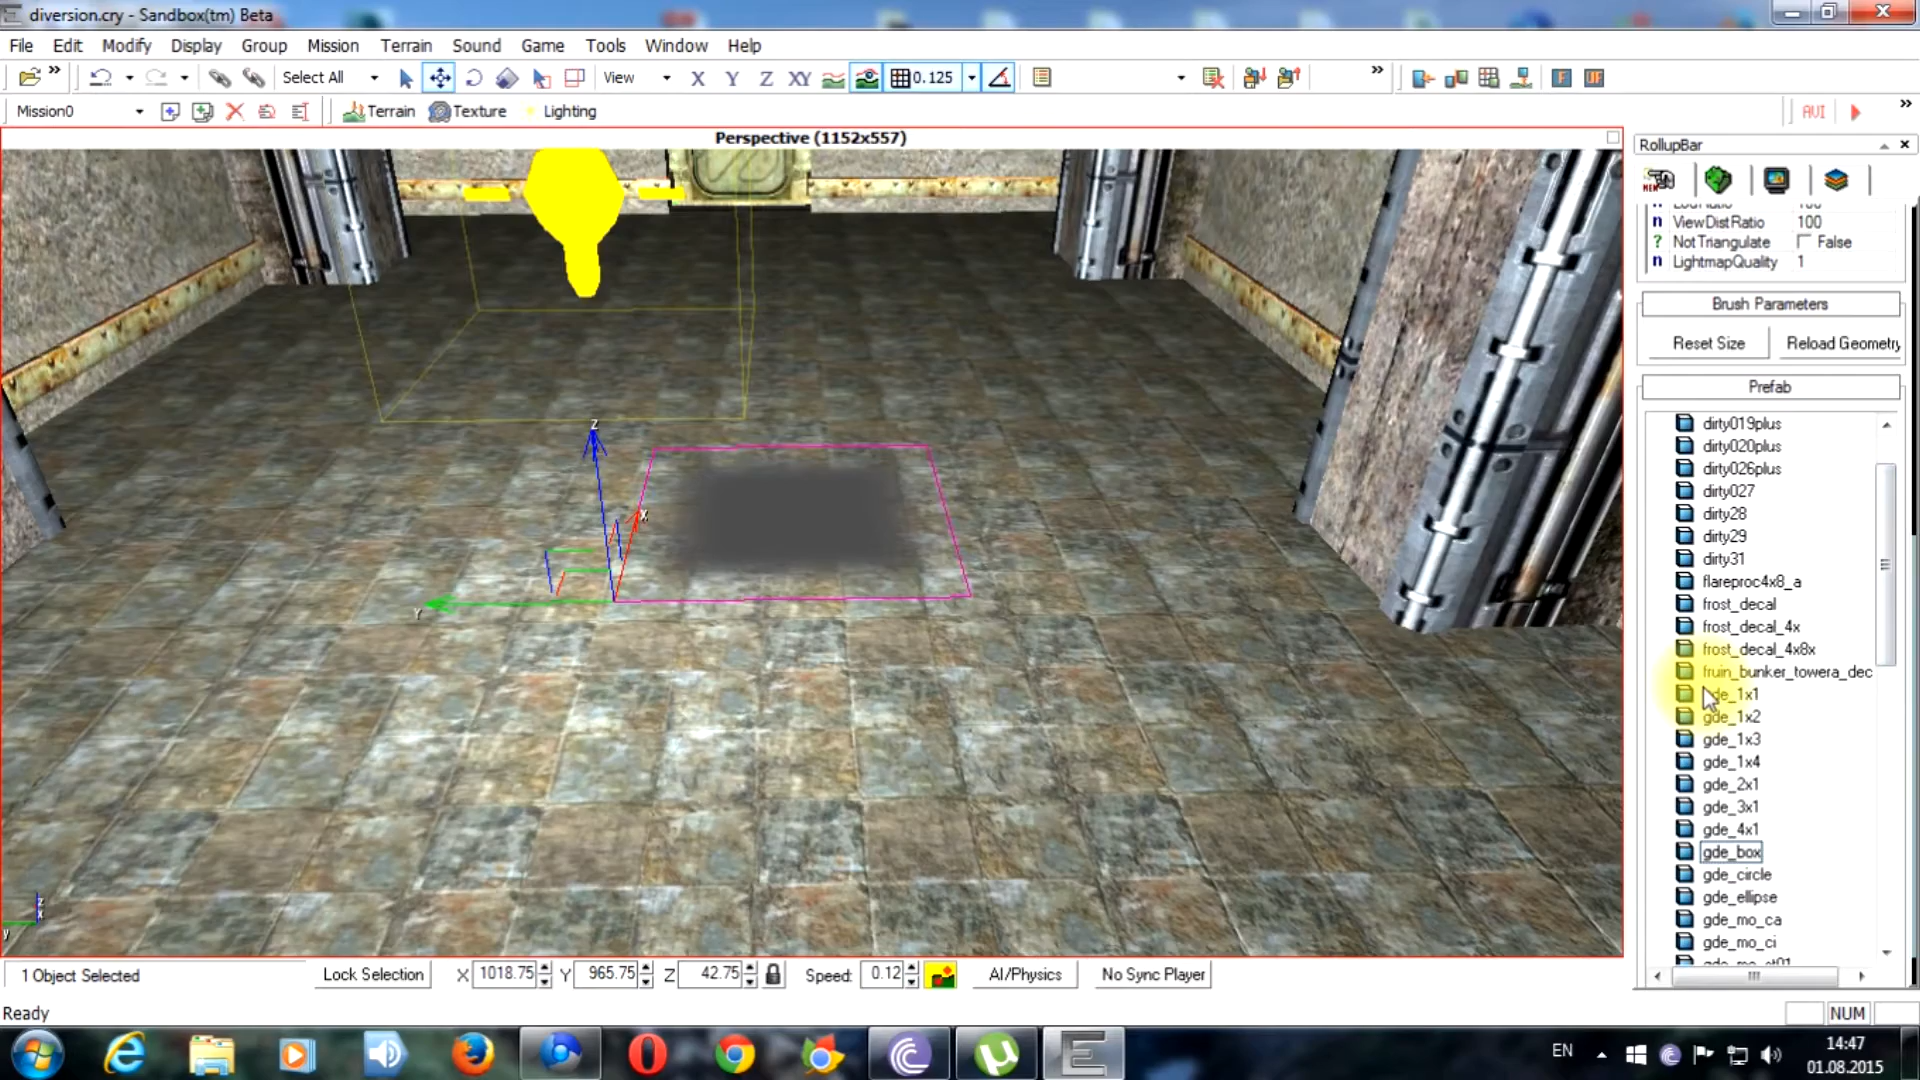 diversion.cry - Sandbox(tm) Beta
File Edit Modify Display Group Mission Terrain Sound Game Tools Window Help
Select All View X Y Z XY 0.125
Mission0 Terrain Texture Lighting AVI
Perspective (1152x557)
RollupBar
NEW
ViewDistRatio 100
NotTriangulate False
LightmapQuality 1
Brush Parameters
Reset Size Reload Geometry
Prefab
dirty019plus
dirty020plus
dirty026plus
dirty027
dirty28
dirty29
dirty31
flareproc4x8_a
frost_decal
frost_decal_4x
frost_decal_4x8x
fruin_bunker_towera_dec
gde_1x1
gde_1x2
gde_1x3
gde_1x4
gde_2x1
gde_3x1
gde_4x1
gde_box
gde_circle
gde_ellipse
gde_mo_ca
gde_mo_ci
Z
X
Y
z
x
y
1 Object Selected Lock Selection X 1018.75 Y 965.75 Z 42.75 Speed: 0.12 AI/Physics No Sync Player
Ready NUM
EN 14:47
01.08.2015